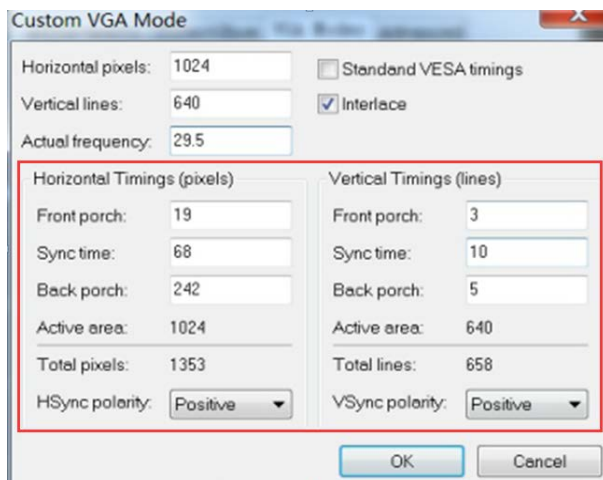 Custom VGA Mode
Horizontal pixels: 1024
Standard VESA timings
Vertical lines: 640
Interlace
Actual frequency: 29.5
Horizontal Timings (pixels)
Vertical Timings (lines)
Front porch: 19
Front porch: 3
Sync time: 68
Sync time: 10
Back porch: 242
Back porch: 5
Active area: 1024
Active area: 640
Total pixels: 1353
Total lines: 658
HSync polarity: Positive
VSync polarity: Positive
OK
Cancel